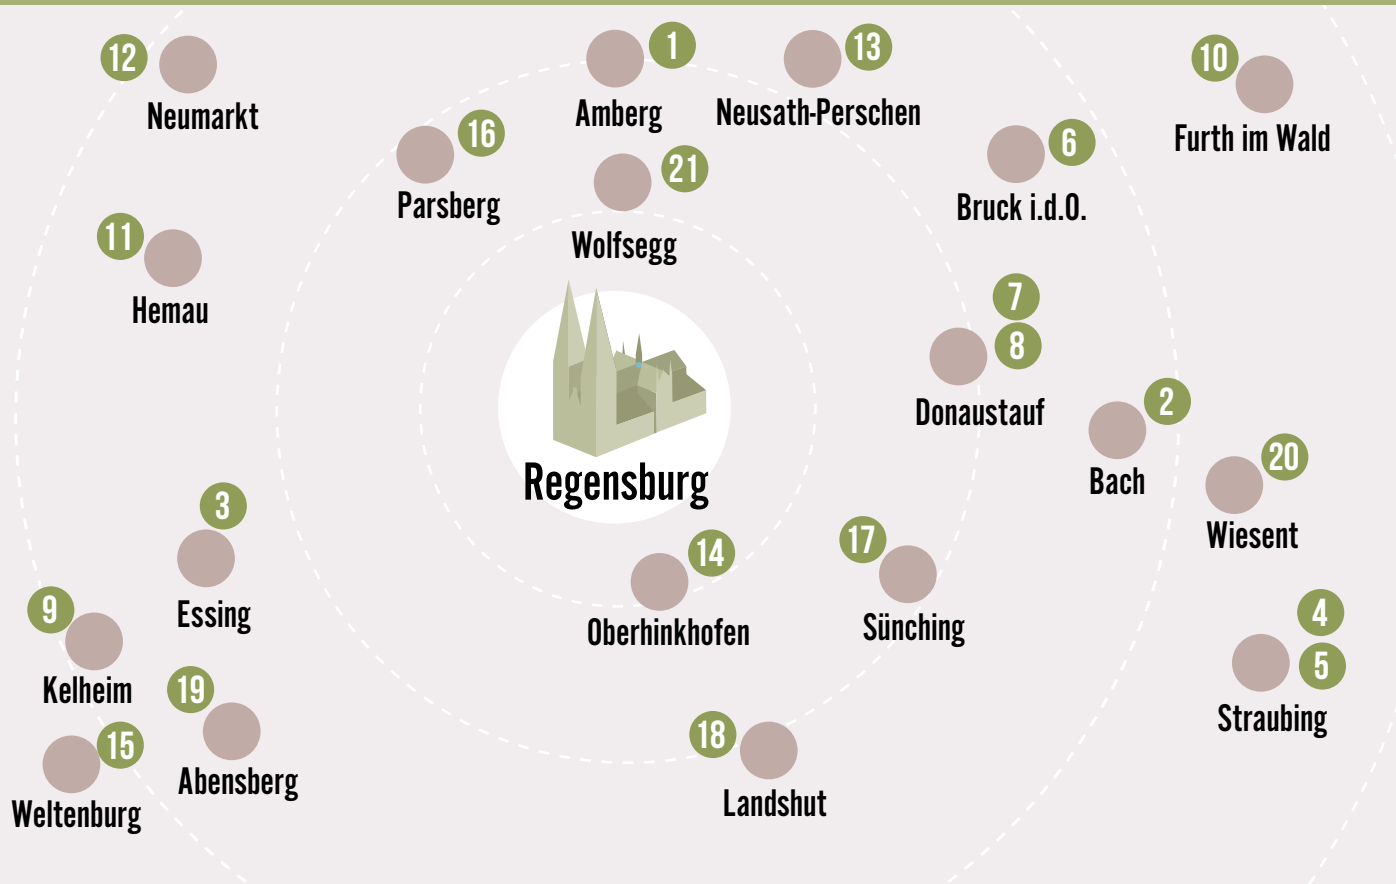 12
Neumarkt
1
Amberg
13
Neusath-Perschen
10
Furth im Wald
16
Parsberg
21
Wolfsegg
6
Bruck i.d.O.
11
Hemau
7
8
Donaustauf
2
Bach
20
Wiesent
Regensburg
3
Essing
14
Oberhinkhofen
17
Sünching
9
Kelheim
4
5
Straubing
19
Abensberg
15
Weltenburg
18
Landshut